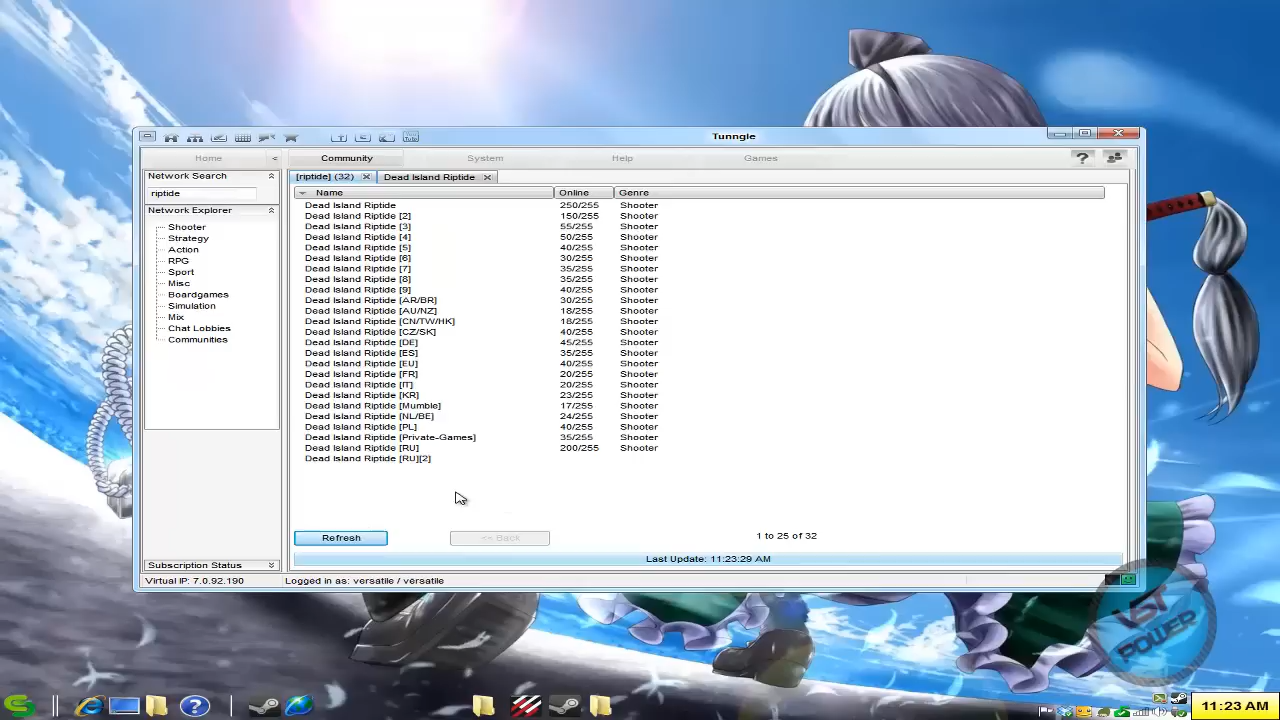 Tunngle
Home < Community System Help Games ?
Network Search
riptide
Network Explorer
Shooter
Strategy
Action
RPG
Sport
Misc
Boardgames
Simulation
Mix
Chat Lobbies
Communities
Subscription Status
[riptide] (32) Dead Island Riptide
Name Online Genre
Dead Island Riptide 250/255 Shooter
Dead Island Riptide [2] 150/255 Shooter
Dead Island Riptide [3] 55/255 Shooter
Dead Island Riptide [4] 50/255 Shooter
Dead Island Riptide [5] 40/255 Shooter
Dead Island Riptide [6] 30/255 Shooter
Dead Island Riptide [7] 35/255 Shooter
Dead Island Riptide [8] 35/255 Shooter
Dead Island Riptide [9] 40/255 Shooter
Dead Island Riptide [AR/BR] 30/255 Shooter
Dead Island Riptide [AU/NZ] 18/255 Shooter
Dead Island Riptide [CN/TW/HK] 18/255 Shooter
Dead Island Riptide [CZ/SK] 40/255 Shooter
Dead Island Riptide [DE] 45/255 Shooter
Dead Island Riptide [ES] 35/255 Shooter
Dead Island Riptide [EU] 40/255 Shooter
Dead Island Riptide [FR] 20/255 Shooter
Dead Island Riptide [IT] 20/255 Shooter
Dead Island Riptide [KR] 23/255 Shooter
Dead Island Riptide [Mumble] 17/255 Shooter
Dead Island Riptide [NL/BE] 24/255 Shooter
Dead Island Riptide [PL] 40/255 Shooter
Dead Island Riptide [Private-Games] 35/255 Shooter
Dead Island Riptide [RU] 200/255 Shooter
Dead Island Riptide [RU][2]
Refresh << Back 1 to 25 of 32
Last Update: 11:23:29 AM
Virtual IP: 7.0.92.190 Logged in as: versatile / versatile
VST
POWER
11:23 AM